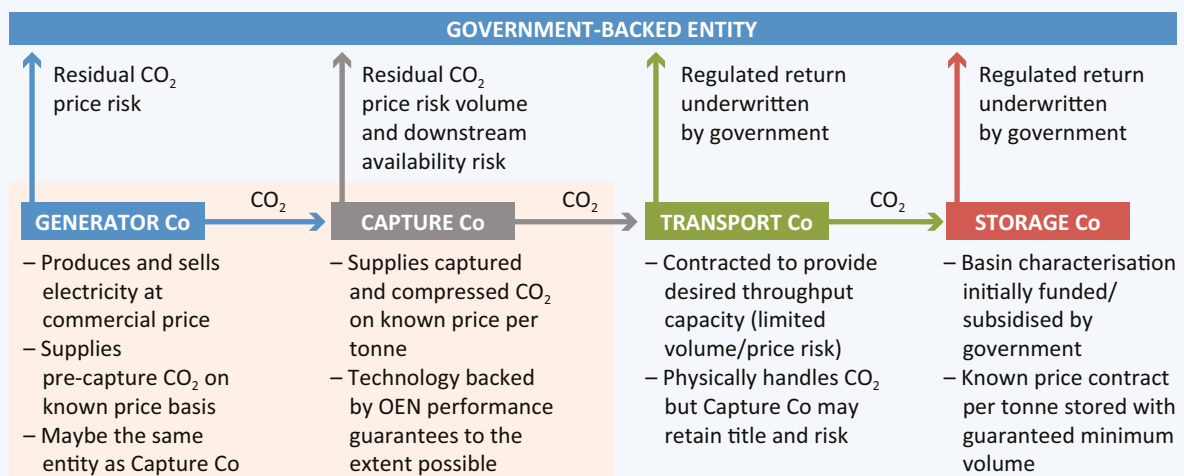 GOVERNMENT-BACKED ENTITY
Residual CO₂
price risk
Residual CO₂
price risk volume
and downstream
availability risk
Regulated return
underwritten
by government
Regulated return
underwritten
by government
GENERATOR Co
CO₂
CAPTURE Co
CO₂
TRANSPORT Co
CO₂
STORAGE Co
– Produces and sells
electricity at
commercial price
– Supplies
pre-capture CO₂ on
known price basis
– Maybe the same
entity as Capture Co
– Supplies captured
and compressed CO₂
on known price per
tonne
– Technology backed
by OEN performance
guarantees to the
extent possible
– Contracted to provide
desired throughput
capacity (limited
volume/price risk)
– Physically handles CO₂
but Capture Co may
retain title and risk
– Basin characterisation
initially funded/
subsidised by
government
– Known price contract
per tonne stored with
guaranteed minimum
volume